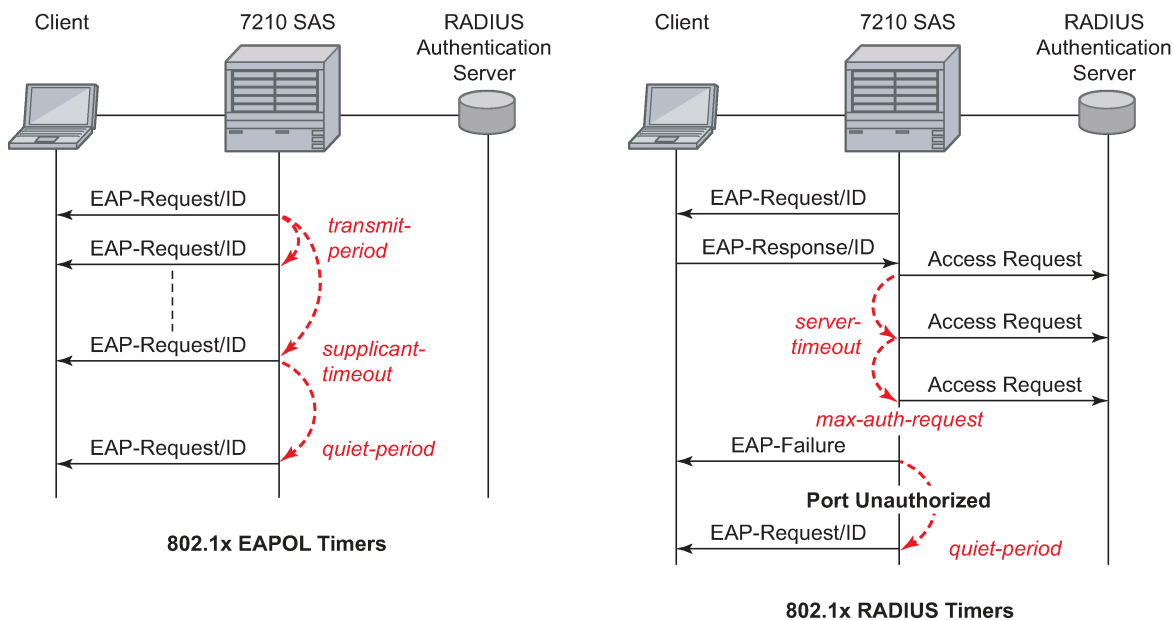 Client
7210 SAS
RADIUS
Authentication
Server
EAP-Request/ID
transmit-
period
EAP-Request/ID
EAP-Request/ID
supplicant-
timeout
EAP-Request/ID
quiet-period
802.1x EAPOL Timers
Client
7210 SAS
RADIUS
Authentication
Server
EAP-Request/ID
EAP-Response/ID
Access Request
server-
timeout
Access Request
Access Request
max-auth-request
EAP-Failure
Port Unauthorized
EAP-Request/ID
quiet-period
802.1x RADIUS Timers